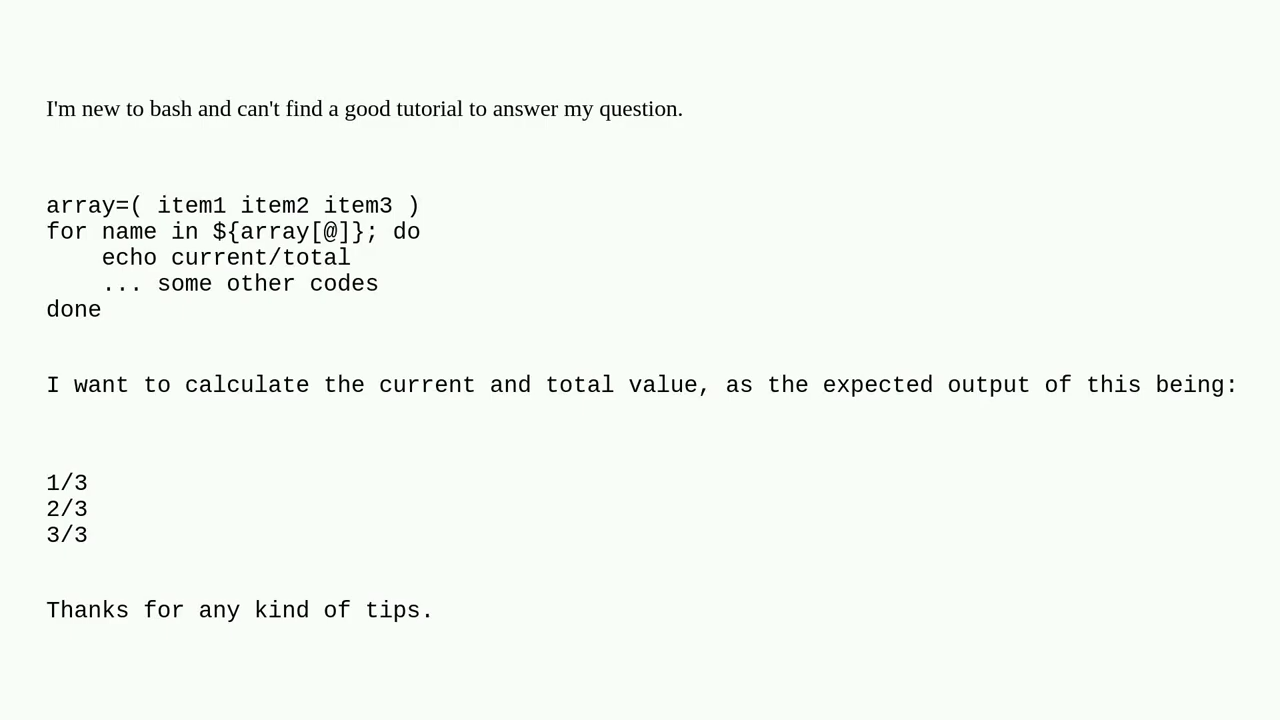 I'm new to bash and can't find a good tutorial to answer my question.
array=( item1 item2 item3 )
for name in ${array[@]}; do
    echo current/total
    ... some other codes
done
I want to calculate the current and total value, as the expected output of this being:
1/3
2/3
3/3
Thanks for any kind of tips.